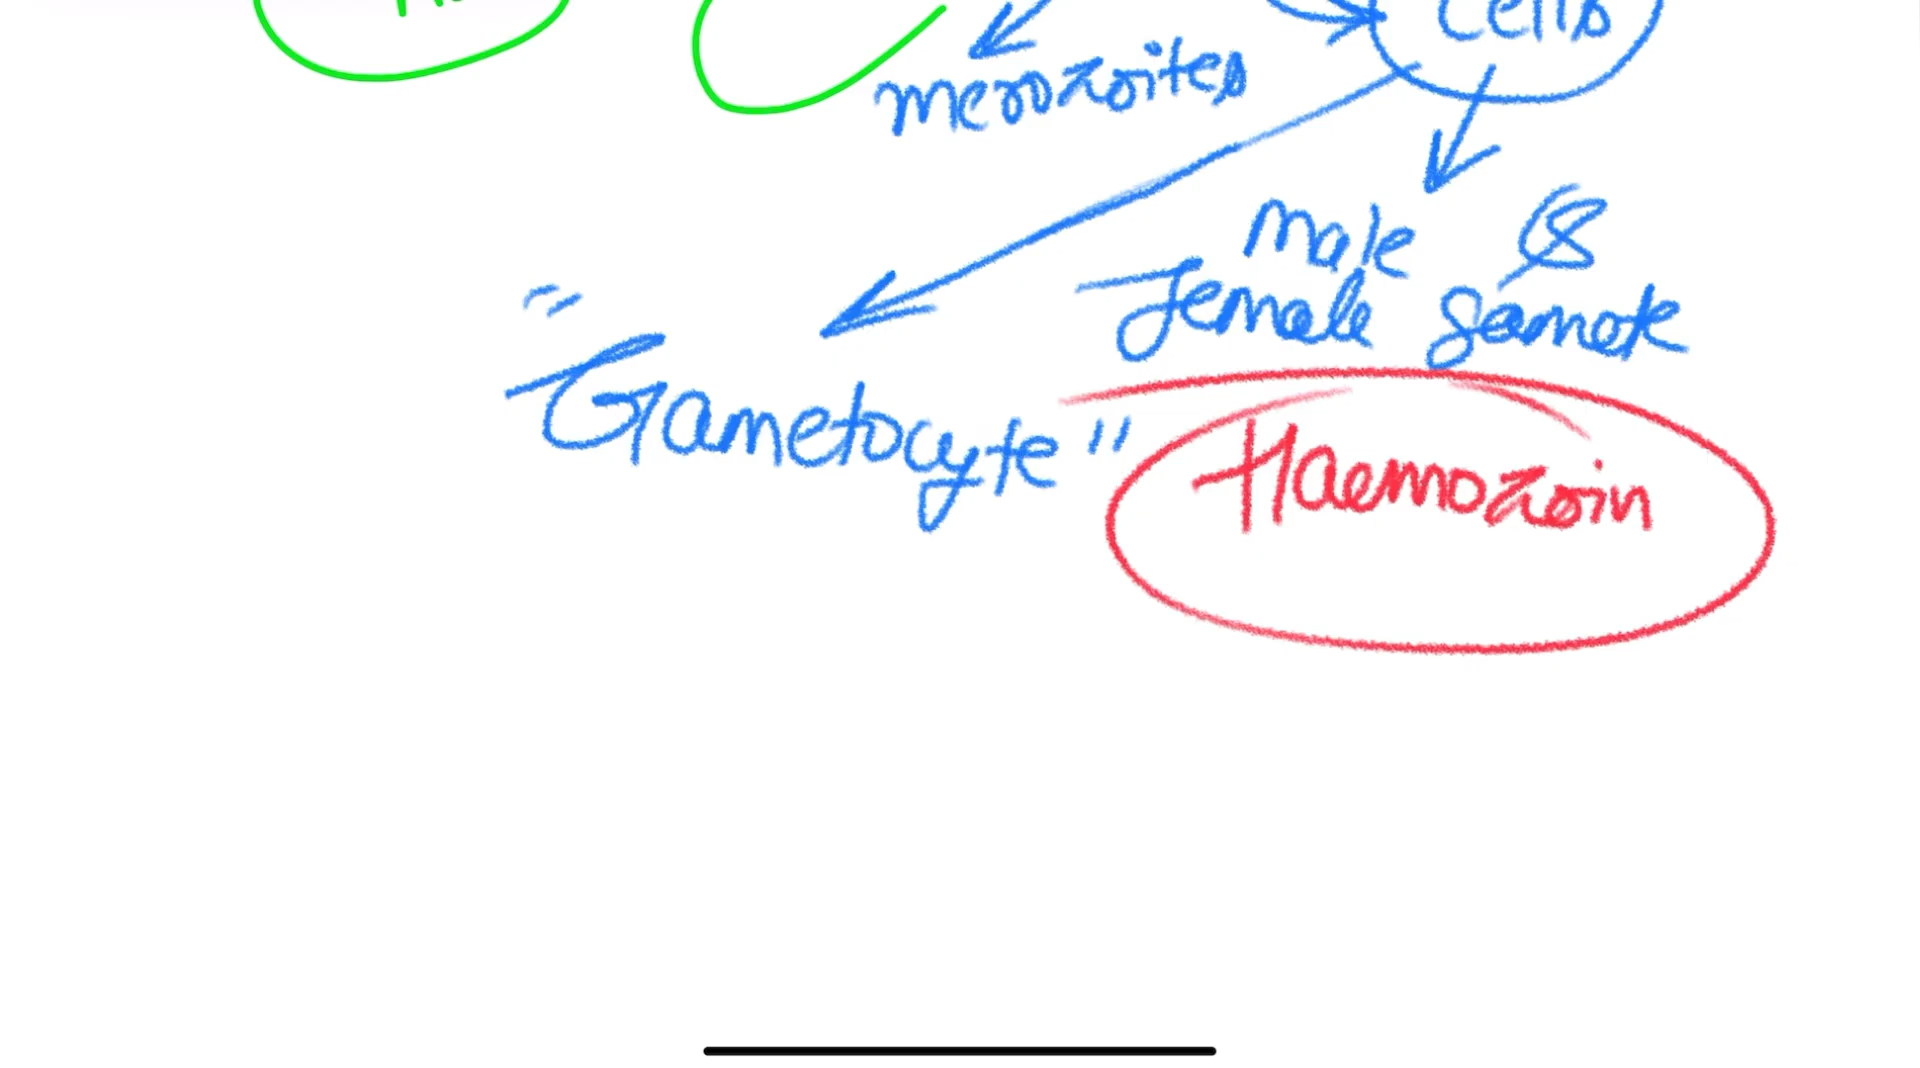 cells
merozoites
male &
female gamete
"Gametocyte"
Haemozoin